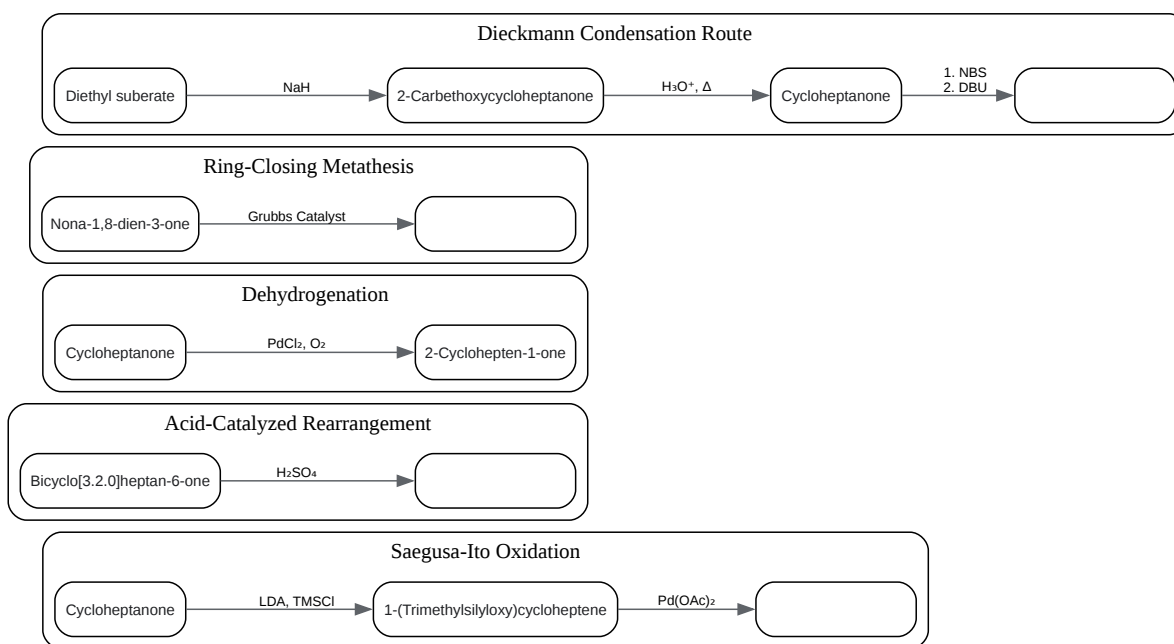 Dieckmann Condensation Route
Diethyl suberate
NaH
2-Carbethoxycycloheptanone
H₃O⁺, Δ
Cycloheptanone
1. NBS
2. DBU
Ring-Closing Metathesis
Nona-1,8-dien-3-one
Grubbs Catalyst
Dehydrogenation
Cycloheptanone
PdCl₂, O₂
2-Cyclohepten-1-one
Acid-Catalyzed Rearrangement
Bicyclo[3.2.0]heptan-6-one
H₂SO₄
Saegusa-Ito Oxidation
Cycloheptanone
LDA, TMSCl
1-(Trimethylsilyloxy)cycloheptene
Pd(OAc)₂